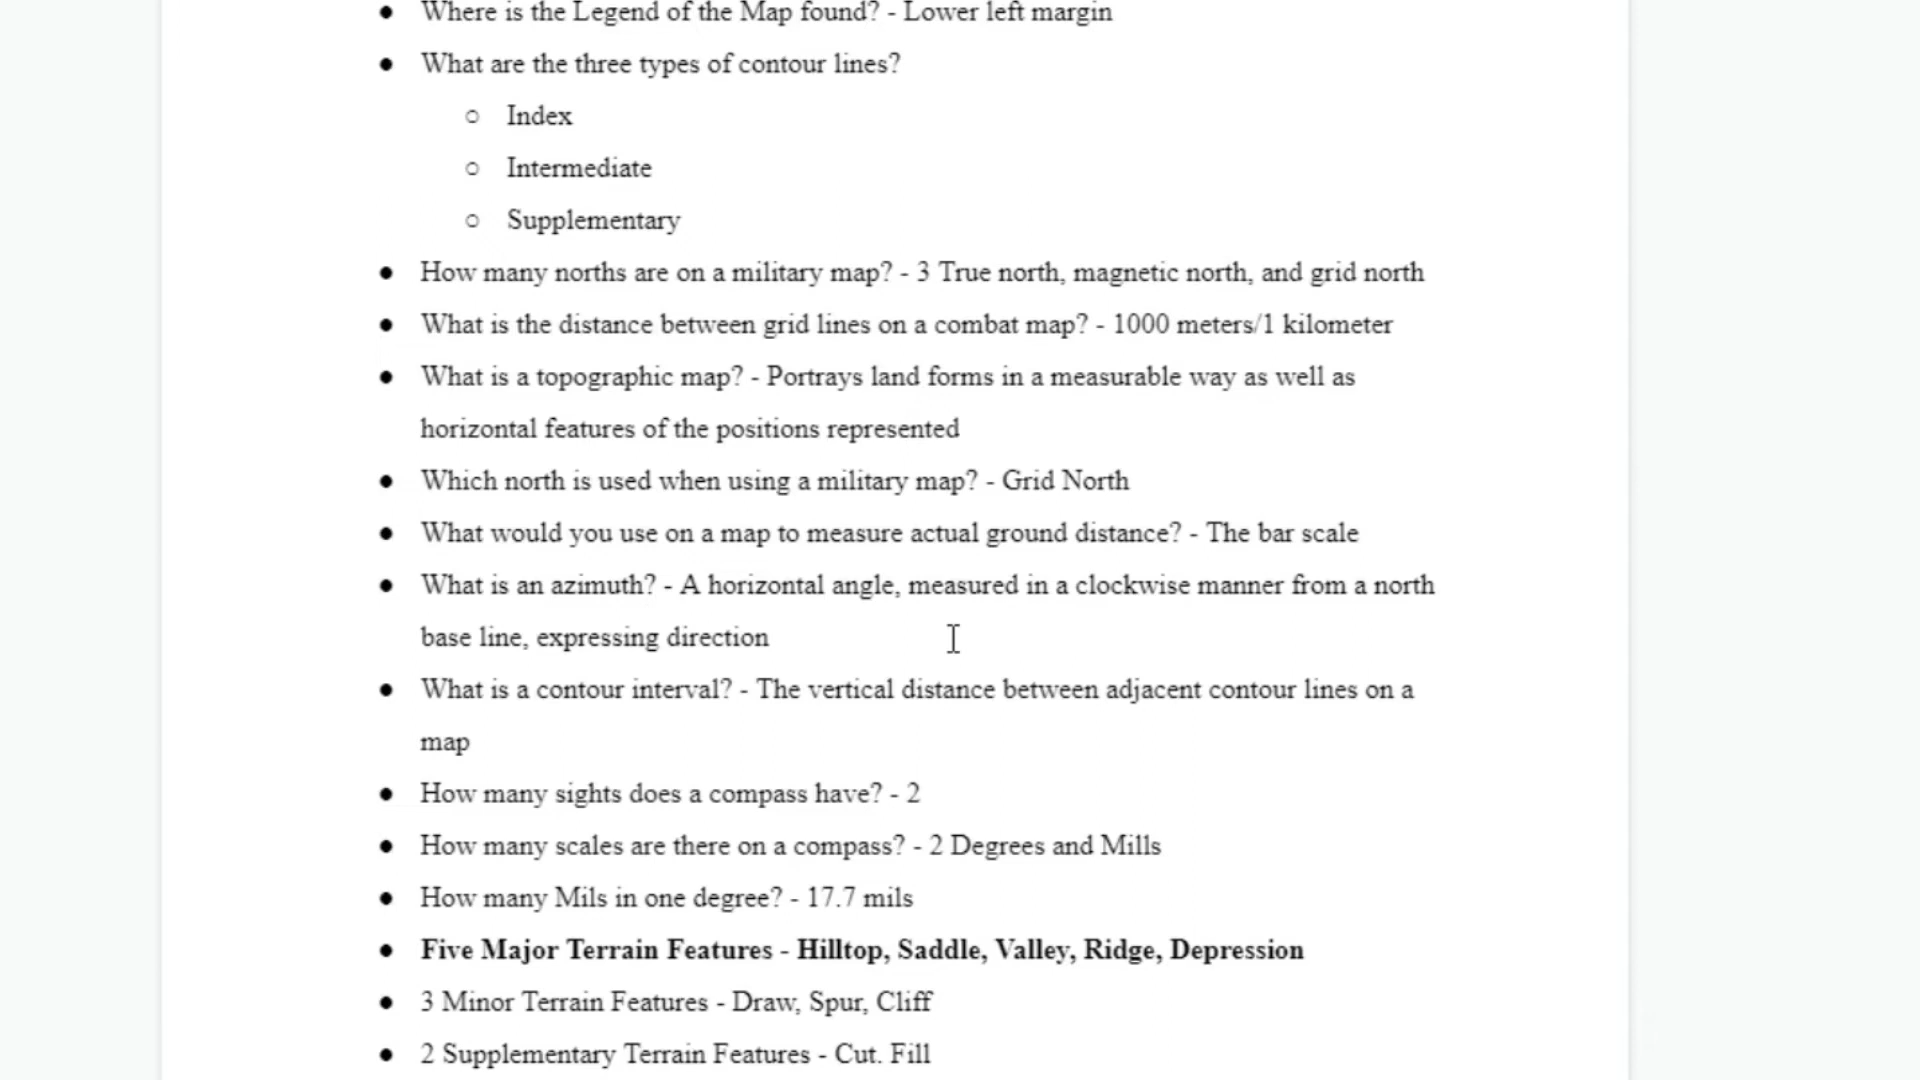 ● Where is the Legend of the Map found? - Lower left margin
● What are the three types of contour lines?
○ Index
○ Intermediate
○ Supplementary
● How many norths are on a military map? - 3 True north, magnetic north, and grid north
● What is the distance between grid lines on a combat map? - 1000 meters/1 kilometer
● What is a topographic map? - Portrays land forms in a measurable way as well as
horizontal features of the positions represented
● Which north is used when using a military map? - Grid North
● What would you use on a map to measure actual ground distance? - The bar scale
● What is an azimuth? - A horizontal angle, measured in a clockwise manner from a north
base line, expressing direction
● What is a contour interval? - The vertical distance between adjacent contour lines on a
map
● How many sights does a compass have? - 2
● How many scales are there on a compass? - 2 Degrees and Mills
● How many Mils in one degree? - 17.7 mils
● Five Major Terrain Features - Hilltop, Saddle, Valley, Ridge, Depression
● 3 Minor Terrain Features - Draw, Spur, Cliff
● 2 Supplementary Terrain Features - Cut. Fill